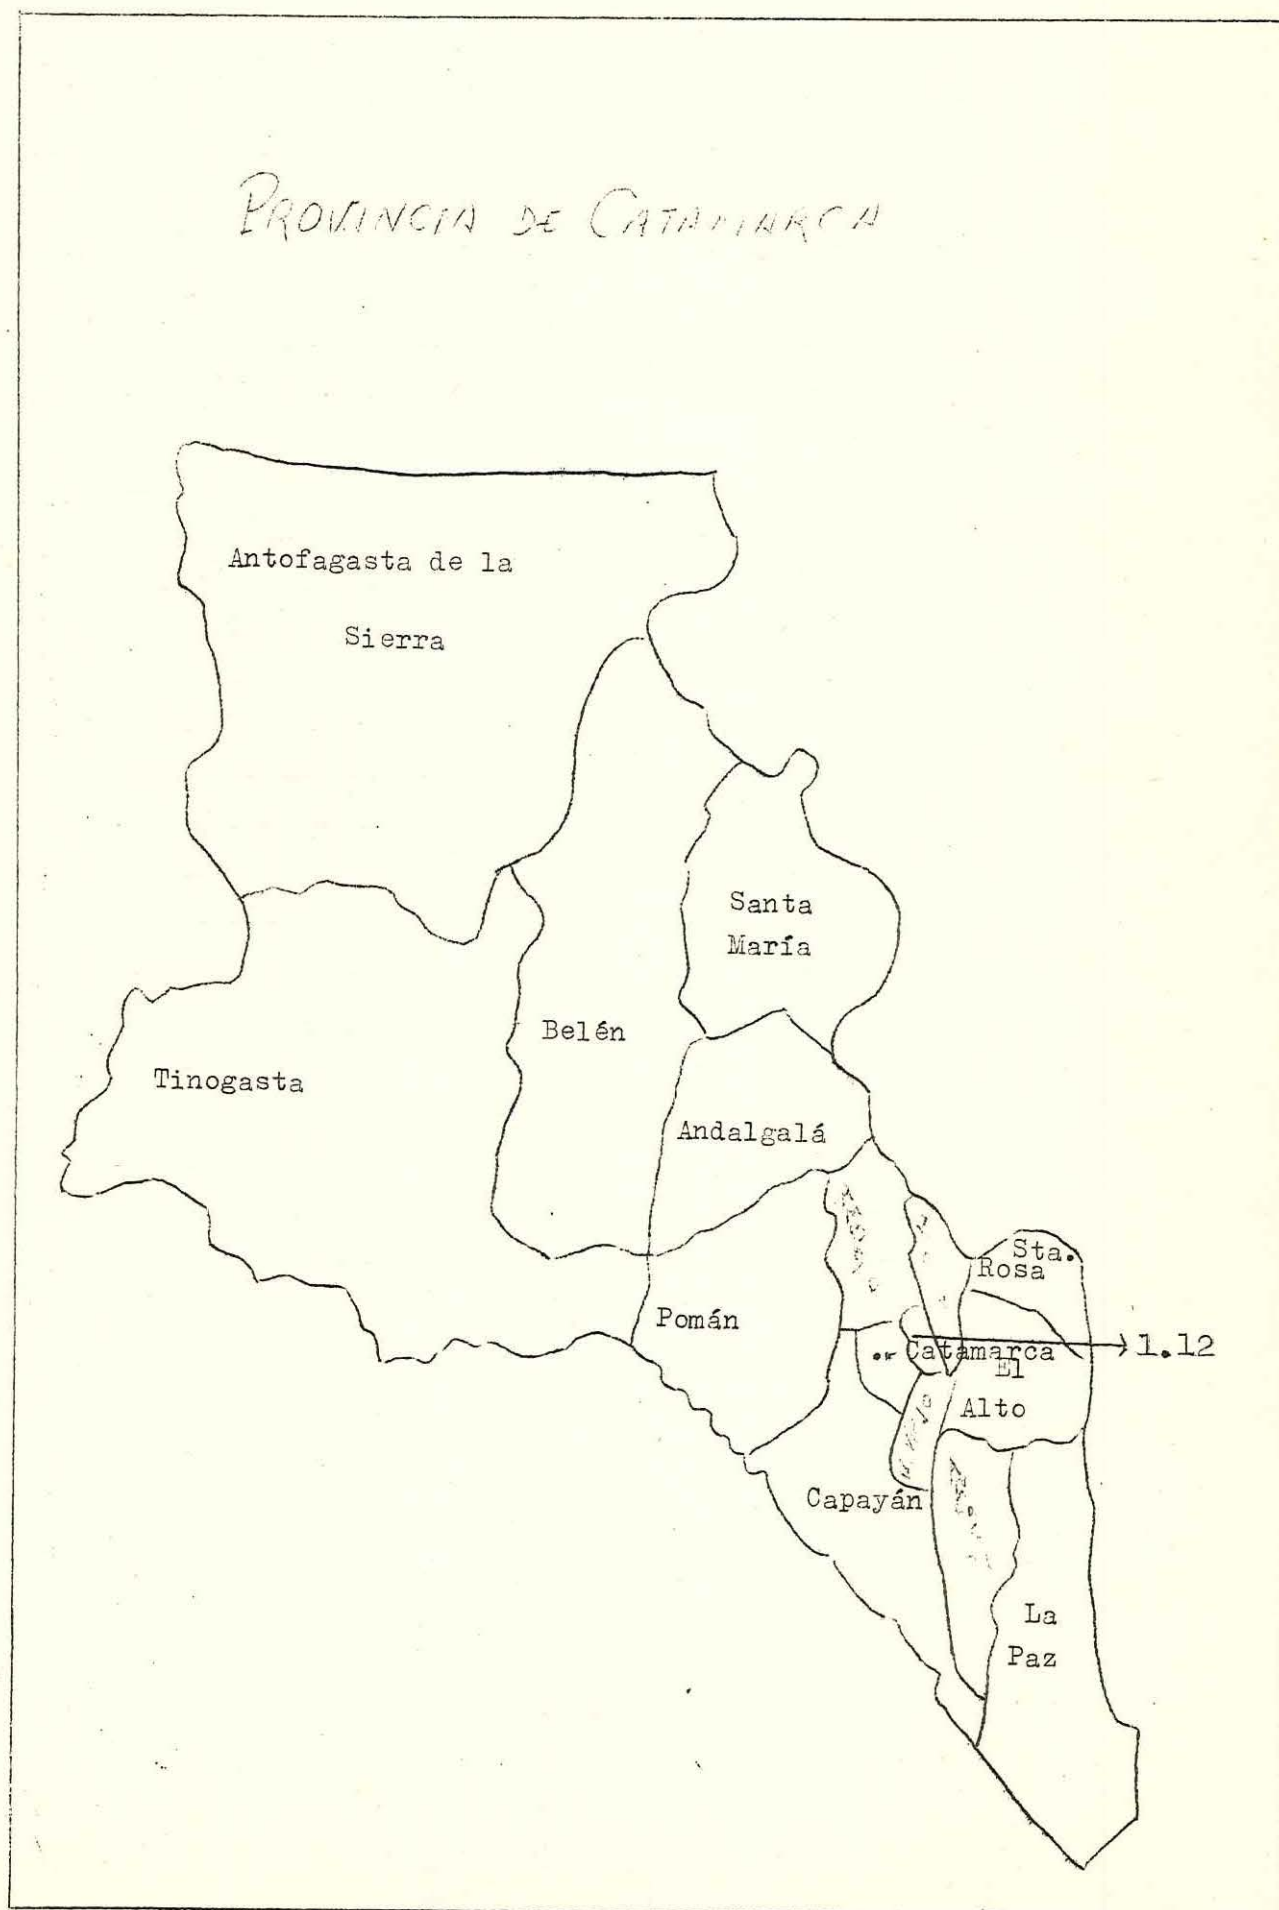 PROVINCIA DE CATAMARCA
Antofagasta de la
Sierra
Santa
María
Belén
Tinogasta
Andalgalá
Sta.
Rosa
Pomán
Catamarca
1.12
El
Alto
Capayán
La
Paz